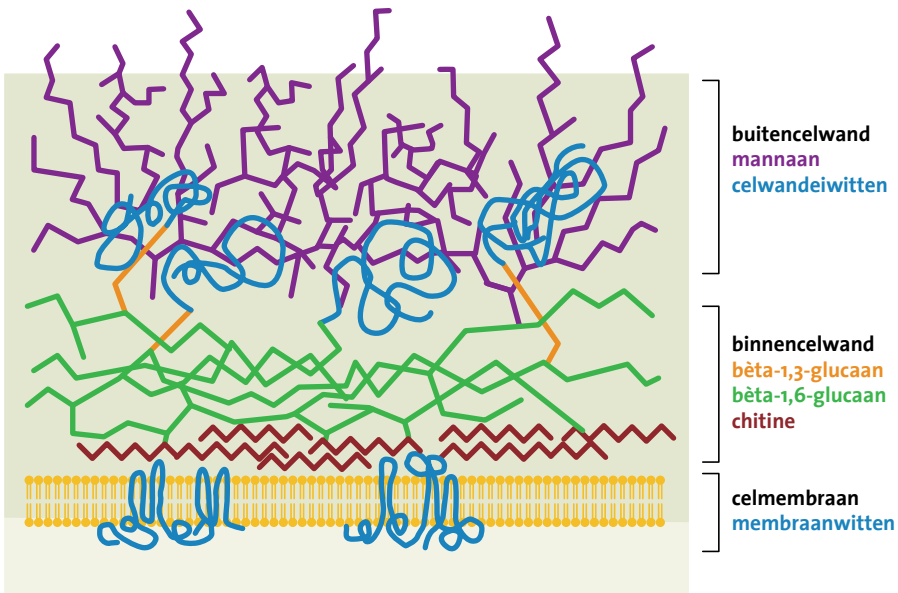 buitencelwand
mannaan
celwandeiwitten
binnencelwand
bèta-1,3-glucaan
bèta-1,6-glucaan
chitine
celmembraan
membraanwitten